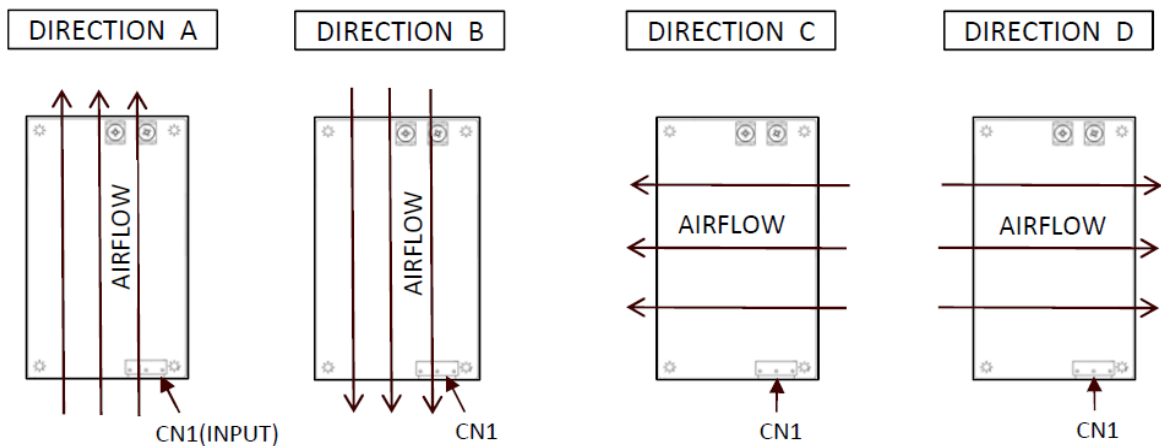 DIRECTION A
DIRECTION B
DIRECTION C
DIRECTION D
AIRFLOW
AIRFLOW
AIRFLOW
AIRFLOW
CN1(INPUT)
CN1
CN1
CN1